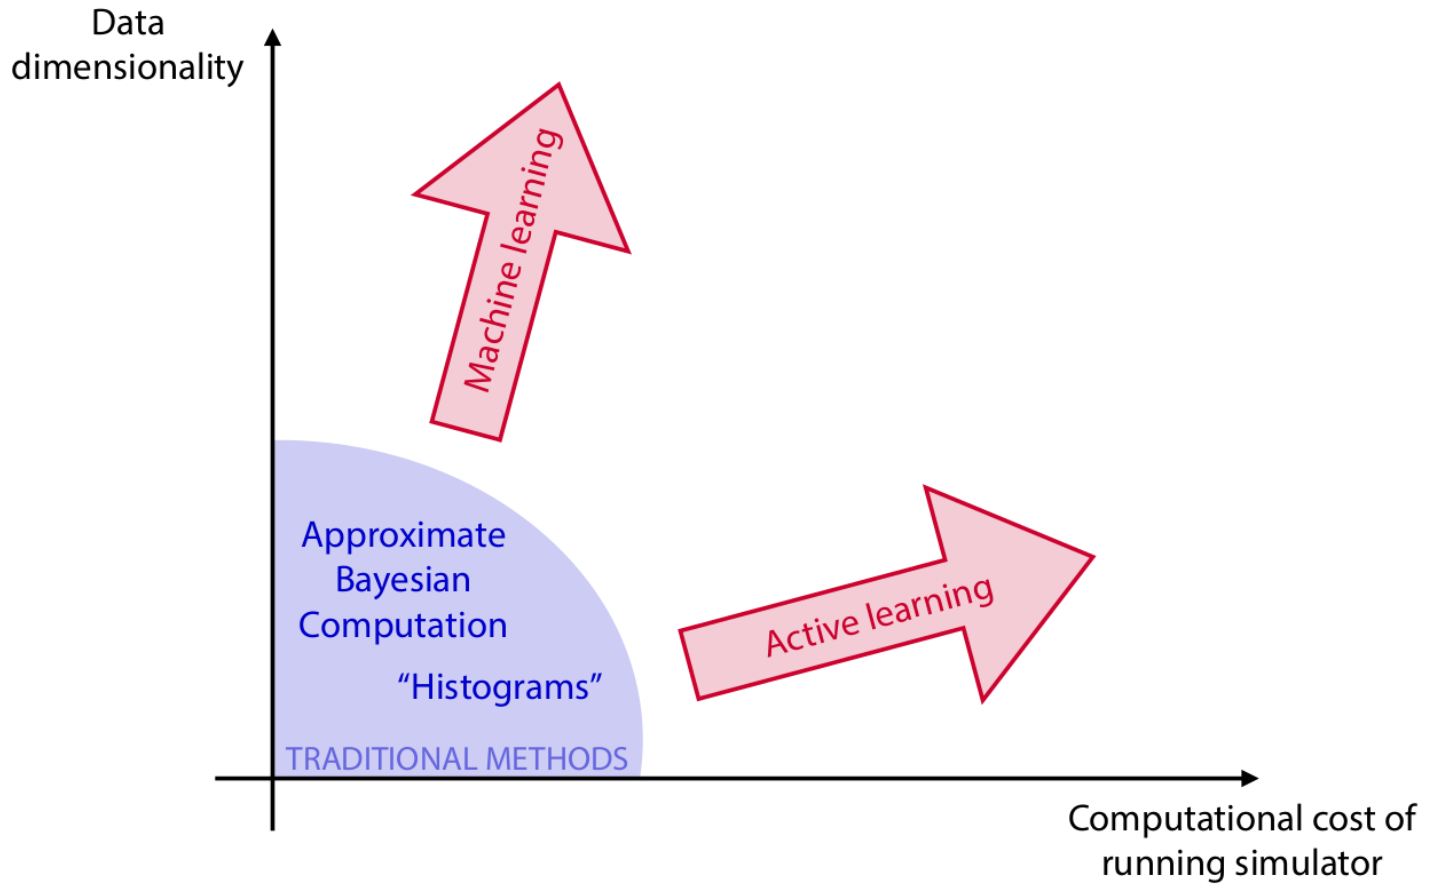 Data
dimensionality
Machine learning
Approximate
Bayesian
Computation
“Histograms”
TRADITIONAL METHODS
Active learning
Computational cost of
running simulator